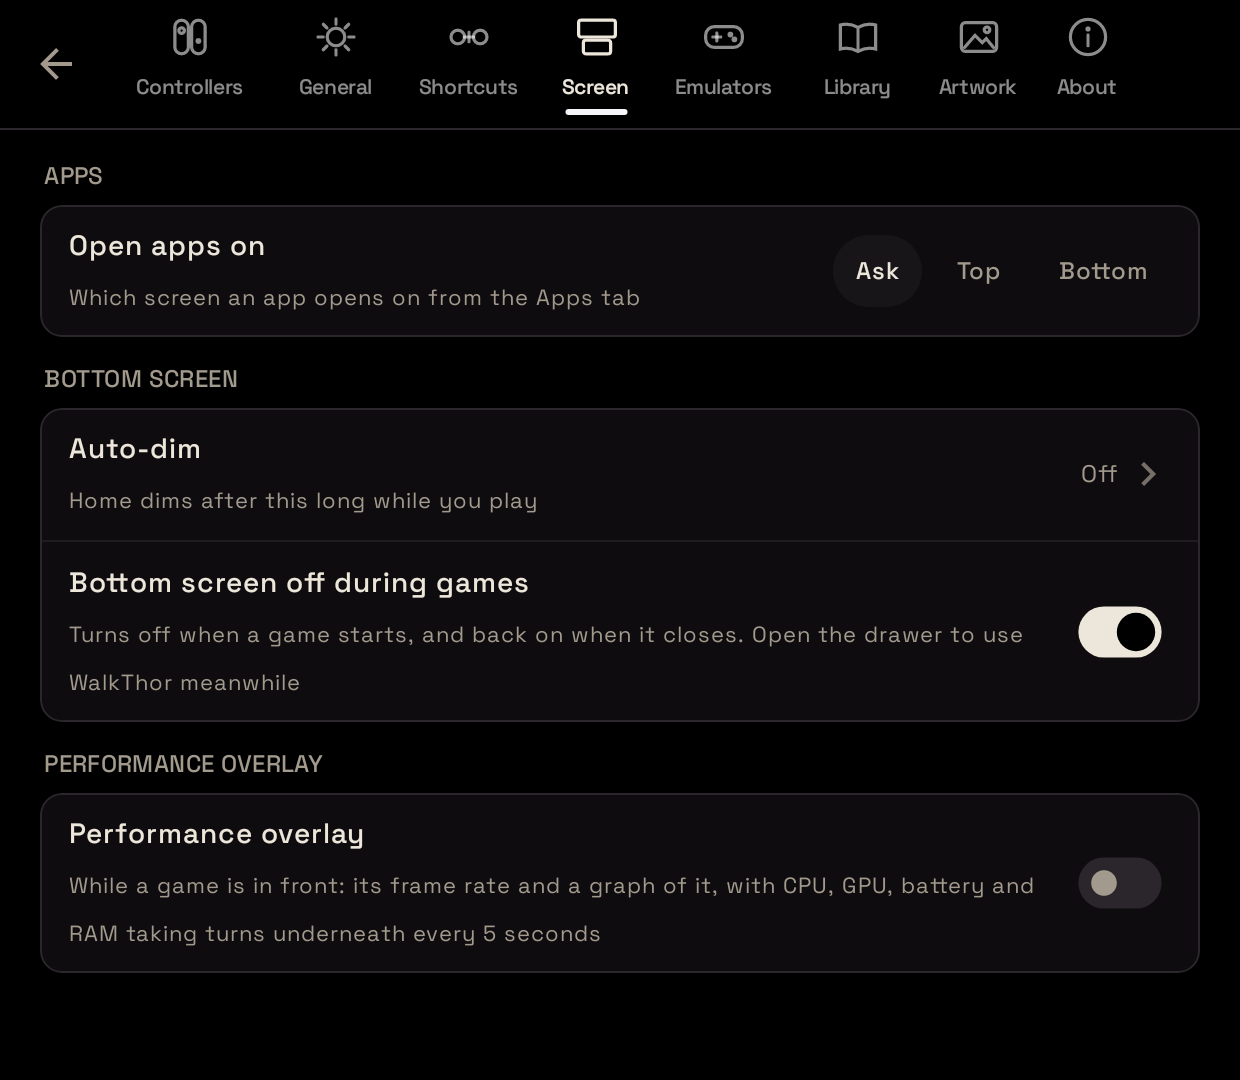 Controllers
General
Shortcuts
Screen
Emulators
Library
Artwork
About
APPS
Open apps on
Which screen an app opens on from the Apps tab
Ask
Top
Bottom
BOTTOM SCREEN
Auto-dim
Home dims after this long while you play
Off
Bottom screen off during games
Turns off when a game starts, and back on when it closes. Open the drawer to use
WalkThor meanwhile
PERFORMANCE OVERLAY
Performance overlay
While a game is in front: its frame rate and a graph of it, with CPU, GPU, battery and
RAM taking turns underneath every 5 seconds